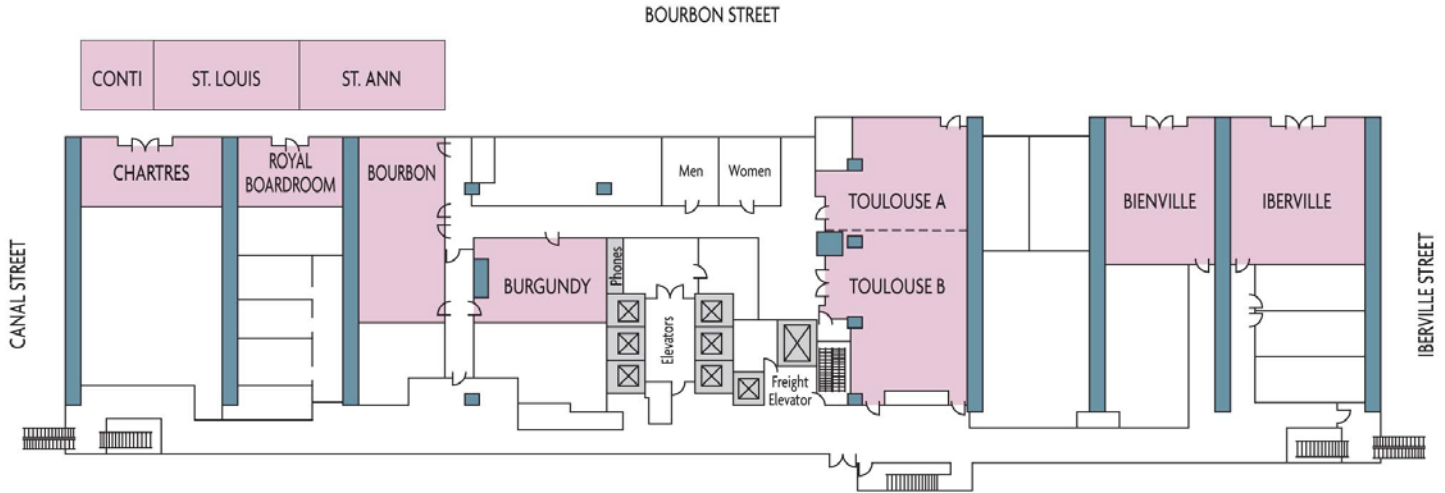 BOURBON STREET
CONTI
ST. LOUIS
ST. ANN
CHARTRES
ROYAL
BOARDROOM
BOURBON
Men
Women
TOULOUSE A
BIENVILLE
IBERVILLE
CANAL STREET
BURGUNDY
Phones
TOULOUSE B
IBERVILLE STREET
Elevators
Freight
Elevator